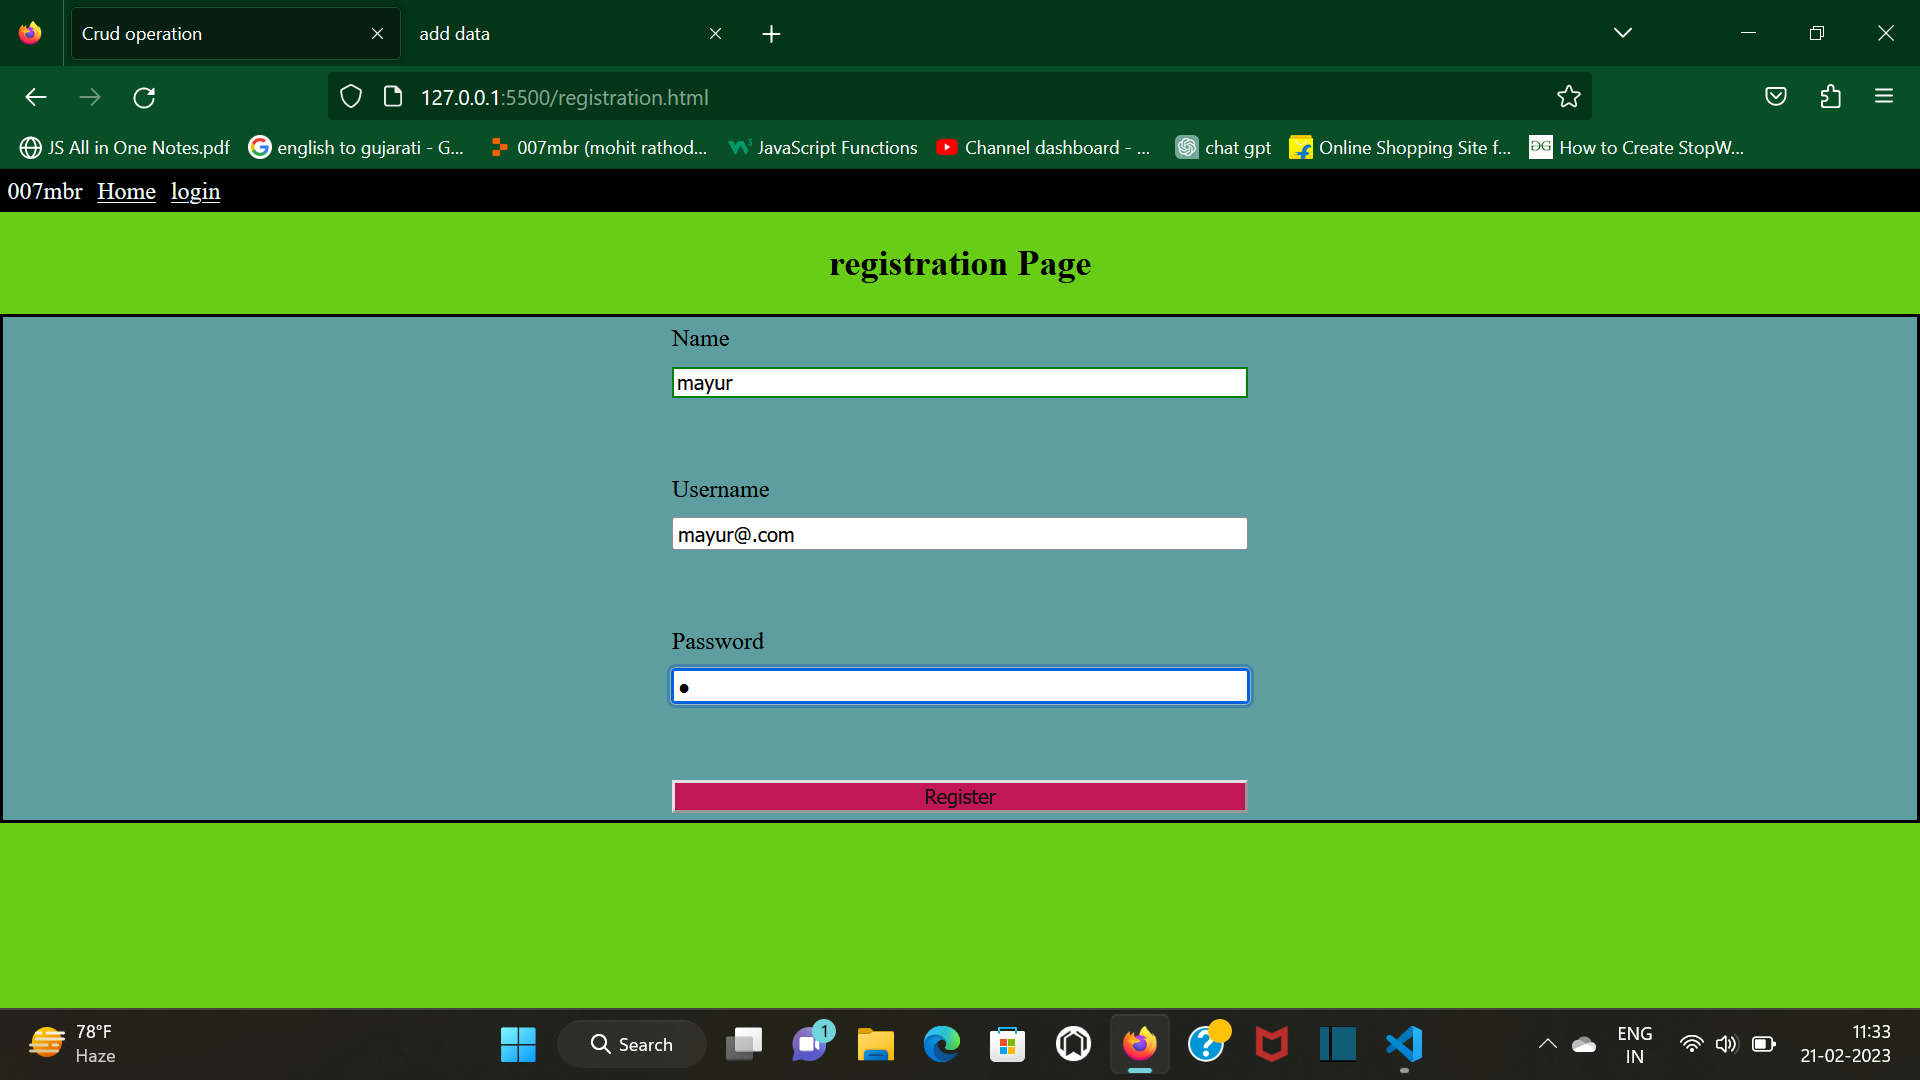 Crud operation
add data
127.0.0.1:5500/registration.html
JS All in One Notes.pdf
english to gujarati - G...
007mbr (mohit rathod...
JavaScript Functions
Channel dashboard - ...
chat gpt
Online Shopping Site f...
How to Create StopW...
007mbr Home login
registration Page
Name
mayur
Username
mayur@.com
Password
Register
78°F
Haze
Search
1
ENG
IN
11:33
21-02-2023